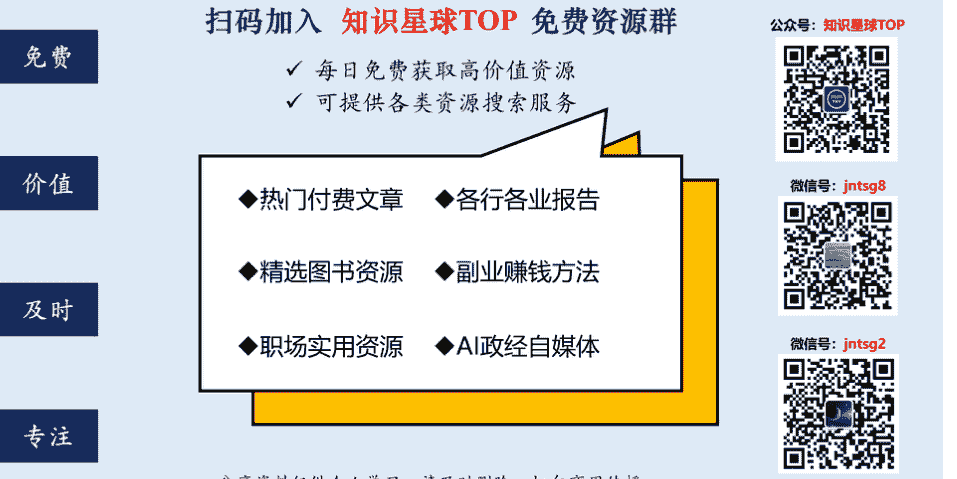 扫码加入 知识星球TOP 免费资源群
✓ 每日免费获取高价值资源
✓ 可提供各类资源搜索服务
免费
价值
及时
专注
◆热门付费文章 ◆各行各业报告
◆精选图书资源 ◆副业赚钱方法
◆职场实用资源 ◆AI政经自媒体
公众号：知识星球TOP
微信号：jntsg8
微信号：jntsg2